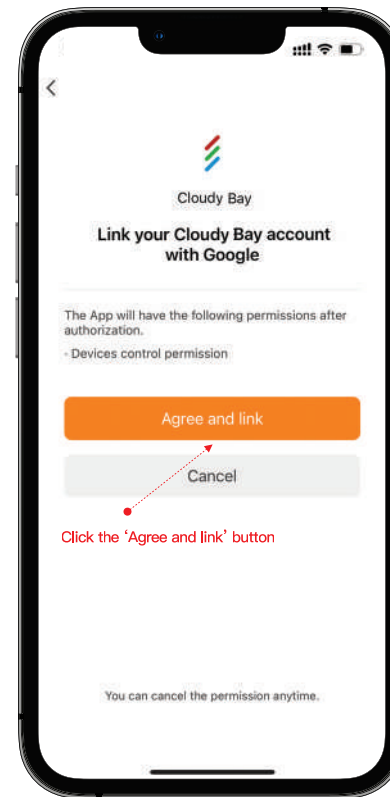 Cloudy Bay
Link your Cloudy Bay account
with Google
The App will have the following permissions after
authorization.
· Devices control permission
Agree and link
Cancel
Click the ‘Agree and link’ button
You can cancel the permission anytime.